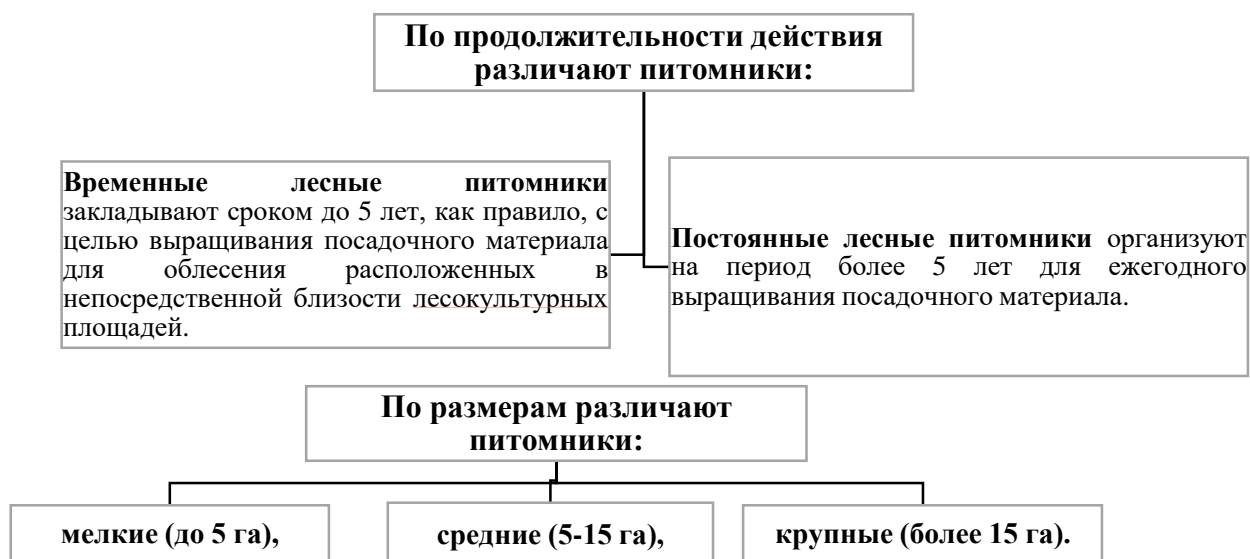 По продолжительности действия
различают питомники:
Временные лесные питомники
закладывают сроком до 5 лет, как правило, с
целью выращивания посадочного материала
для облесения расположенных в
непосредственной близости лесокультурных
площадей.
Постоянные лесные питомники организуют
на период более 5 лет для ежегодного
выращивания посадочного материала.
По размерам различают
питомники:
мелкие (до 5 га),
средние (5-15 га),
крупные (более 15 га).